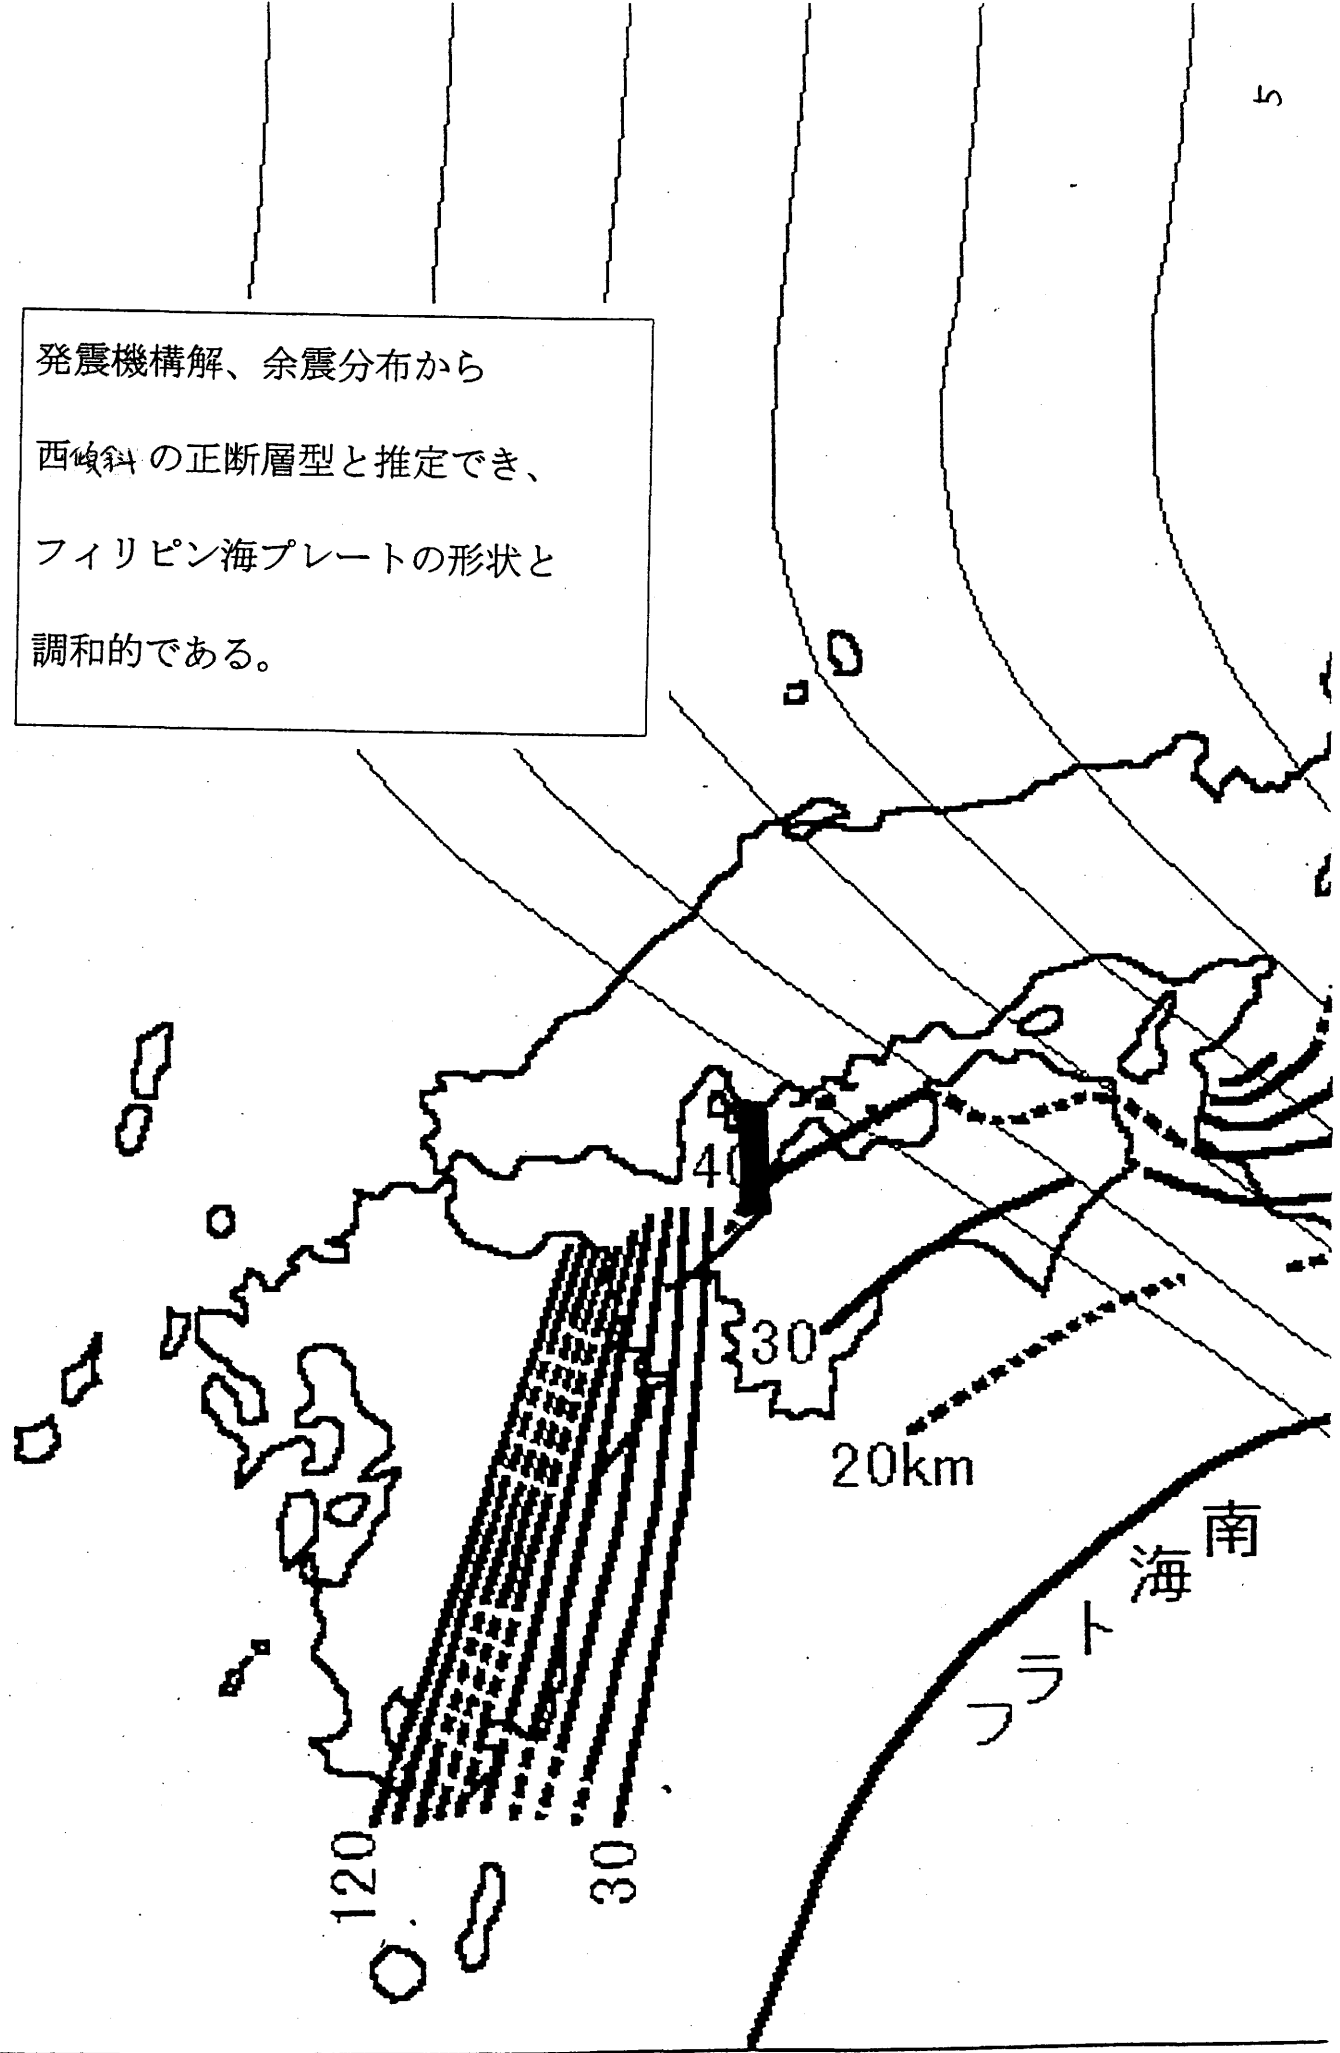 5
発震機構解、余震分布から
西傾斜の正断層型と推定でき、
フィリピン海プレートの形状と
調和的である。
40
30
20km
南海トラフ
120
30